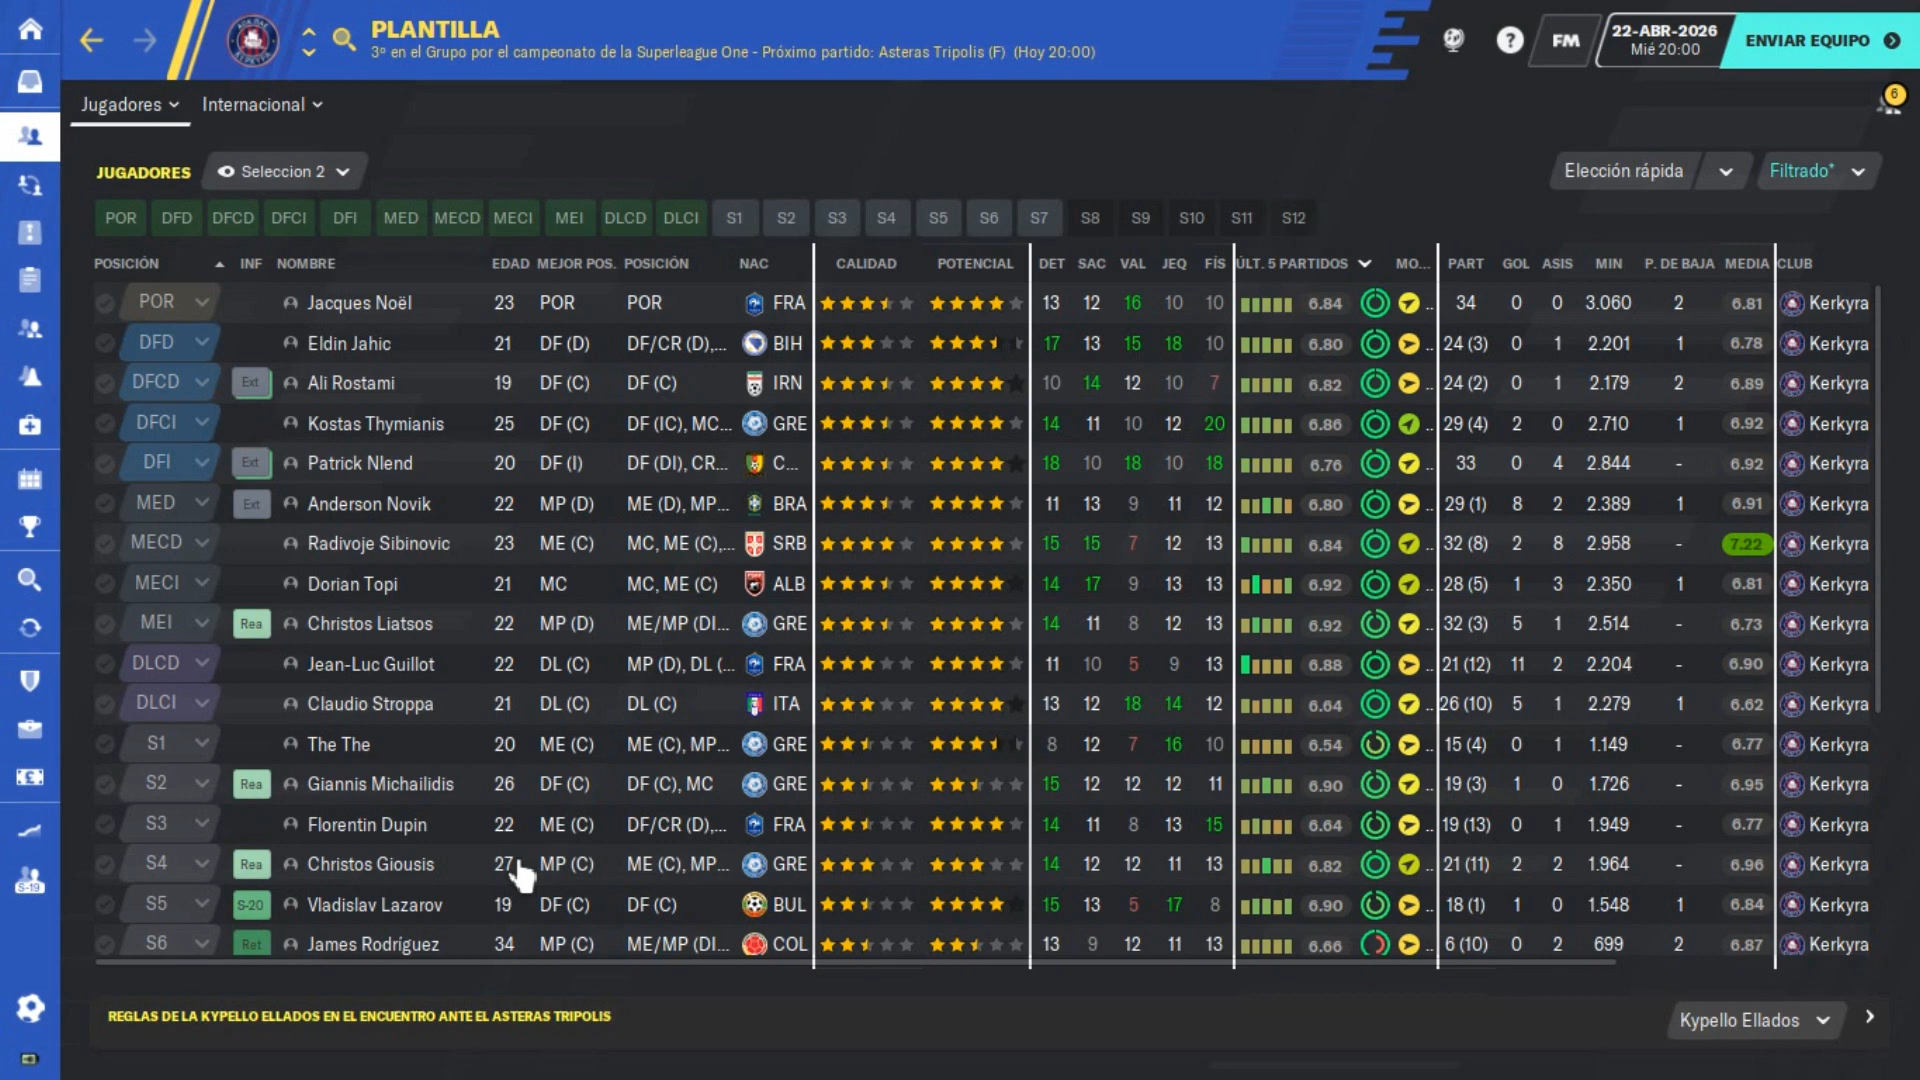 PLANTILLA
3º en el Grupo por el campeonato de la Superleague One - Próximo partido: Asteras Tripolis (F) (Hoy 20:00)
? FM 22-ABR-2026 Mié 20:00 ENVIAR EQUIPO
Jugadores Internacional 6
JUGADORES Seleccion 2 Elección rápida Filtrado*
POR DFD DFCD DFCI DFI MED MECD MECI MEI DLCD DLCI S1 S2 S3 S4 S5 S6 S7 S8 S9 S10 S11 S12
POSICIÓN INF NOMBRE EDAD MEJOR POS. POSICIÓN NAC CALIDAD POTENCIAL DET SAC VAL JEQ FÍS ÚLT. 5 PARTIDOS MO... PART GOL ASIS MIN P. DE BAJA MEDIA CLUB
POR Jacques Noël 23 POR POR FRA 13 12 16 10 10 6.84 .. 34 0 0 3.060 2 6.81 Kerkyra
DFD Eldin Jahic 21 DF (D) DF/CR (D),... BIH 17 13 15 18 10 6.80 .. 24 (3) 0 1 2.201 1 6.78 Kerkyra
DFCD Ext Ali Rostami 19 DF (C) DF (C) IRN 10 14 12 10 7 6.82 .. 24 (2) 0 1 2.179 2 6.89 Kerkyra
DFCI Kostas Thymianis 25 DF (C) DF (IC), MC... GRE 14 11 10 12 20 6.86 .. 29 (4) 2 0 2.710 1 6.92 Kerkyra
DFI Ext Patrick Nlend 20 DF (I) DF (DI), CR... C... 18 10 18 10 18 6.76 .. 33 0 4 2.844 - 6.92 Kerkyra
MED Ext Anderson Novik 22 MP (D) ME (D), MP... BRA 11 13 9 11 12 6.80 .. 29 (1) 8 2 2.389 1 6.91 Kerkyra
MECD Radivoje Sibinovic 23 ME (C) MC, ME (C),... SRB 15 15 7 12 13 6.84 .. 32 (8) 2 8 2.958 - 7.22 Kerkyra
MECI Dorian Topi 21 MC MC, ME (C) ALB 14 17 9 13 13 6.92 .. 28 (5) 1 3 2.350 1 6.81 Kerkyra
MEI Rea Christos Liatsos 22 MP (D) ME/MP (DI... GRE 14 11 8 12 13 6.92 .. 32 (3) 5 1 2.514 - 6.73 Kerkyra
DLCD Jean-Luc Guillot 22 DL (C) MP (D), DL (... FRA 11 10 5 9 13 6.88 .. 21 (12) 11 2 2.204 - 6.90 Kerkyra
DLCI Claudio Stroppa 21 DL (C) DL (C) ITA 13 12 18 14 12 6.64 .. 26 (10) 5 1 2.279 1 6.62 Kerkyra
S1 The The 20 ME (C) ME (C), MP... GRE 8 12 7 16 10 6.54 .. 15 (4) 0 1 1.149 - 6.77 Kerkyra
S2 Rea Giannis Michailidis 26 DF (C) DF (C), MC GRE 15 12 12 12 11 6.90 .. 19 (3) 1 0 1.726 - 6.95 Kerkyra
S3 Florentin Dupin 22 ME (C) DF/CR (D),... FRA 14 11 8 13 15 6.64 .. 19 (13) 0 1 1.949 - 6.77 Kerkyra
S4 Rea Christos Giousis 27 MP (C) ME (C), MP... GRE 14 12 12 11 13 6.82 .. 21 (11) 2 2 1.964 - 6.96 Kerkyra
S5 S-20 Vladislav Lazarov 19 DF (C) DF (C) BUL 15 13 5 17 8 6.90 .. 18 (1) 1 0 1.548 1 6.84 Kerkyra
S6 Ret James Rodríguez 34 MP (C) ME/MP (DI... COL 13 9 12 11 13 6.66 .. 6 (10) 0 2 699 2 6.87 Kerkyra
S-19
REGLAS DE LA KYPELLO ELLADOS EN EL ENCUENTRO ANTE EL ASTERAS TRIPOLIS Kypello Ellados